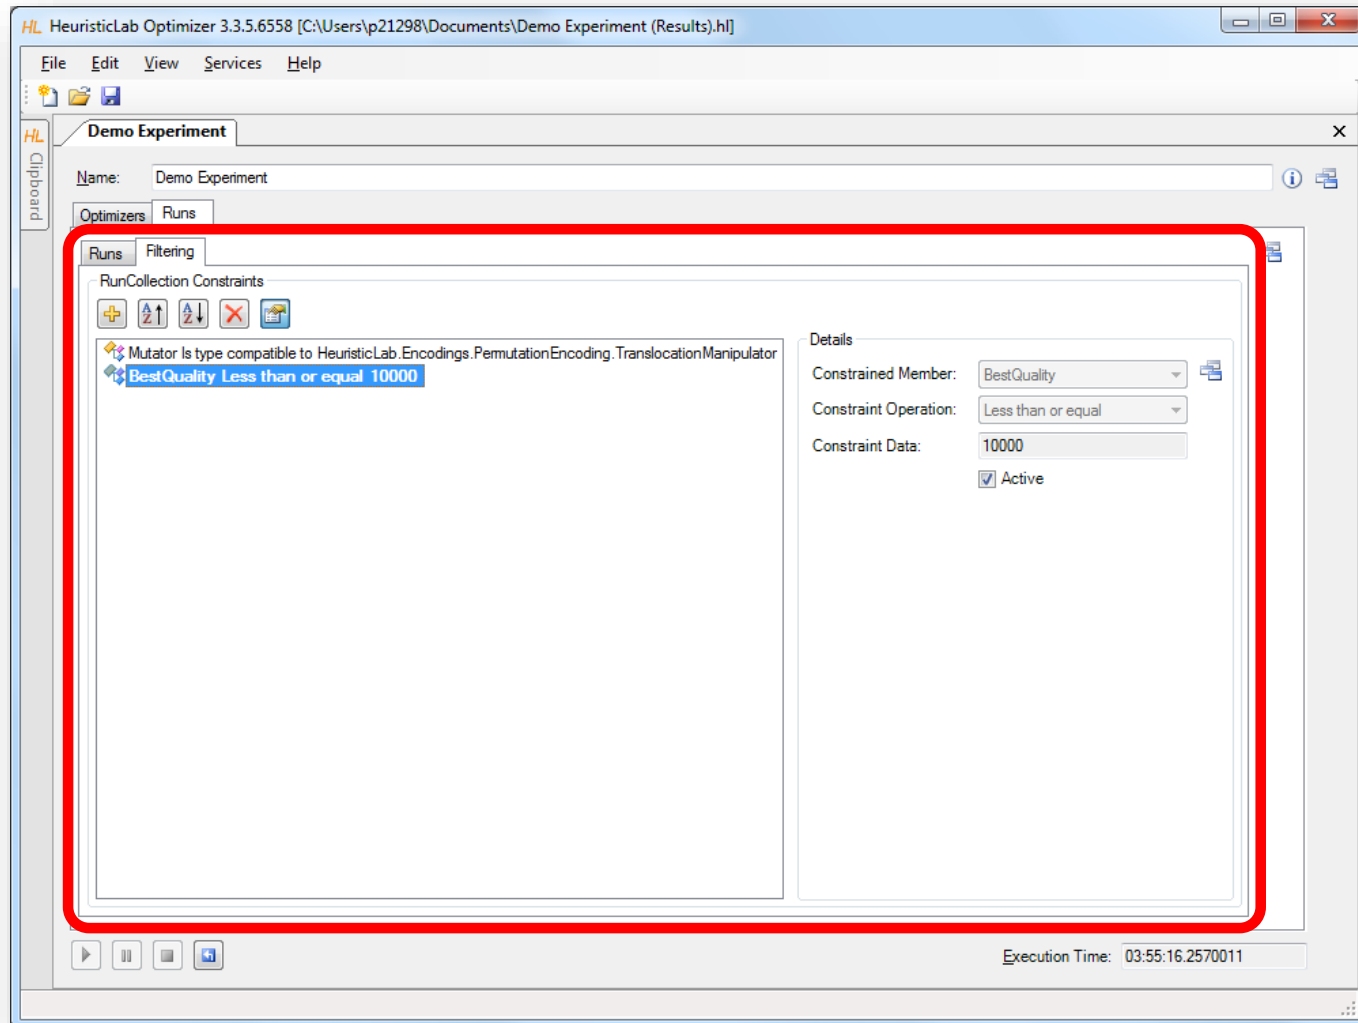 HL HeuristicLab Optimizer 3.3.5.6558 [C:\Users\p21298\Documents\Demo Experiment (Results).hl]
File Edit View Services Help
HL Clipboard
Demo Experiment
Name: Demo Experiment
Optimizers Runs
Runs Filtering
RunCollection Constraints
Mutator Is type compatible to HeuristicLab.Encodings.PermutationEncoding.TranslocationManipulator
BestQuality Less than or equal 10000
Details
Constrained Member: BestQuality
Constraint Operation: Less than or equal
Constraint Data: 10000
Active
Execution Time: 03:55:16.2570011